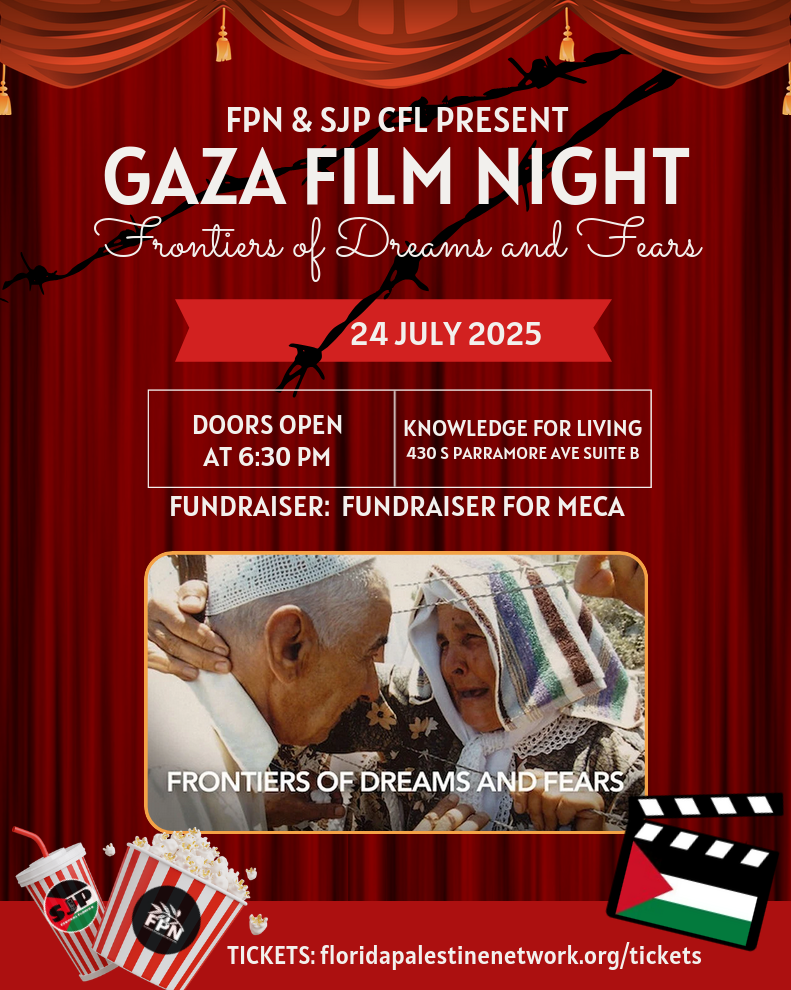 FPN & SJP CFL PRESENT
GAZA FILM NIGHT
Frontiers of Dreams and Fears
24 JULY 2025
DOORS OPEN
AT 6:30 PM
KNOWLEDGE FOR LIVING
430 S PARRAMORE AVE SUITE B
FUNDRAISER: FUNDRAISER FOR MECA
FRONTIERS OF DREAMS AND FEARS
SJP
FPN
TICKETS: floridapalestinenetwork.org/tickets